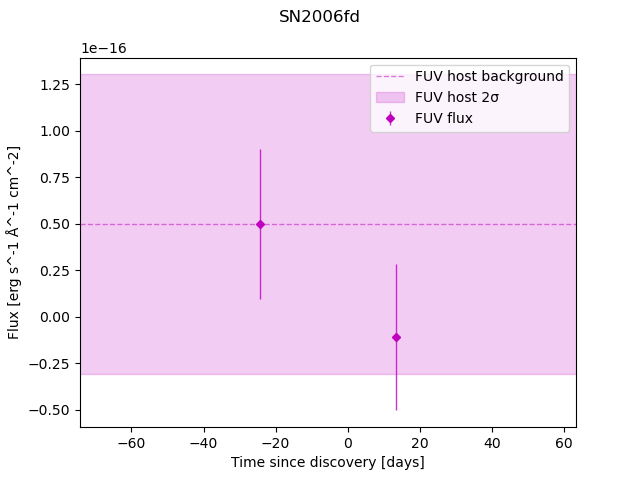 SN2006fd
1e−16
FUV host background
FUV host 2σ
FUV flux
1.25
1.00
0.75
0.50
0.25
0.00
−0.25
−0.50
Flux [erg s^-1 Å^-1 cm^-2]
−60
−40
−20
0
20
40
60
Time since discovery [days]